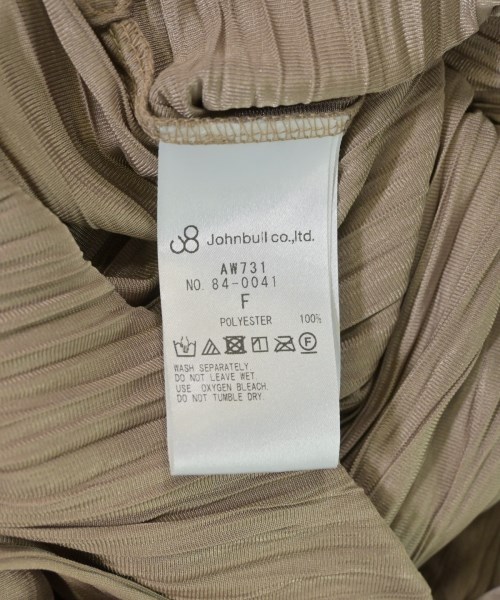 Johnbull co.,ltd.
AW731
NO. 84-0041
F
POLYESTER 100%
F
WASH SEPARATELY.
DO NOT LEAVE WET.
USE OXYGEN BLEACH.
DO NOT TUMBLE DRY.